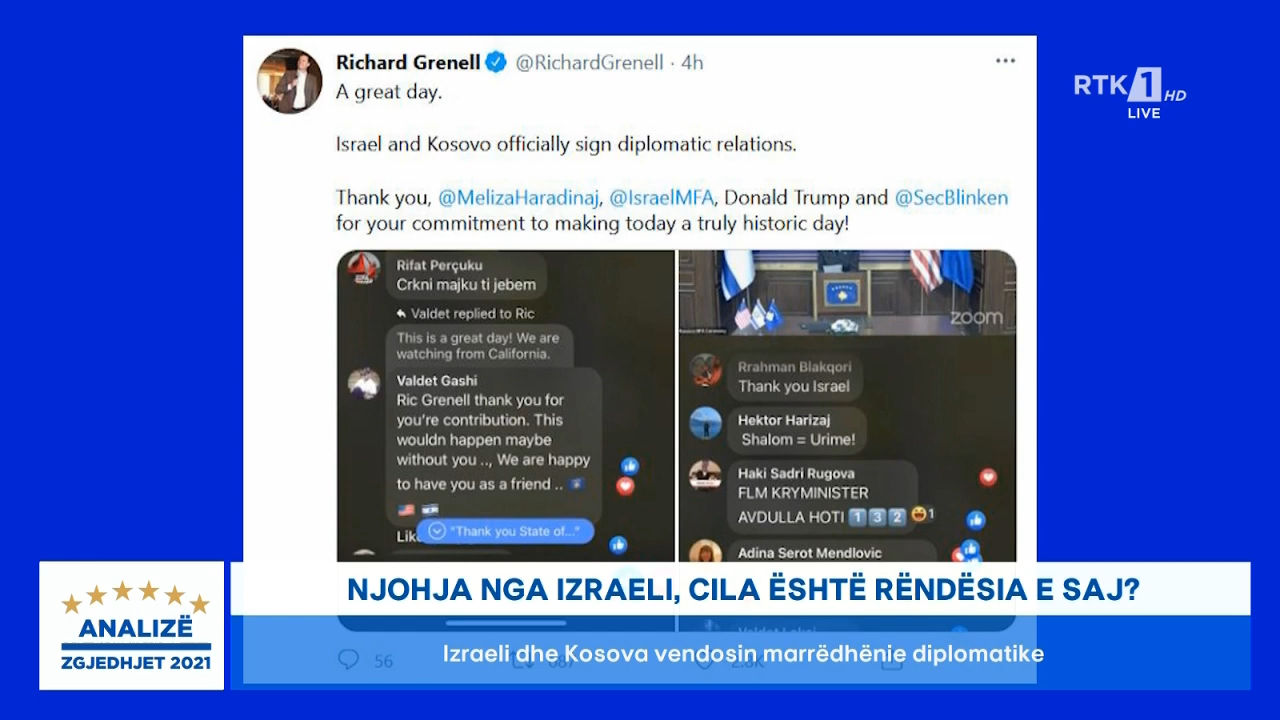 Richard Grenell @RichardGrenell · 4h
A great day.
Israel and Kosovo officially sign diplomatic relations.
Thank you, @MelizaHaradinaj, @IsraelMFA, Donald Trump and @SecBlinken
for your commitment to making today a truly historic day!
RTK 1 HD
LIVE
Rifat Perçuku
Crkni majku ti jebem
Valdet replied to Ric
This is a great day! We are
watching from California.
Valdet Gashi
Ric Grenell thank you for
you're contribution. This
wouldn happen maybe
without you .., We are happy
to have you as a friend ..
"Thank you State of..."
zoom
Rrahman Blakqori
Thank you Israel
Hektor Harizaj
Shalom = Urime!
Haki Sadri Rugova
FLM KRYMINISTER
AVDULLA HOTI 1 3 2 😆1
Adina Serot Mendlovic
NJOHJA NGA IZRAELI, CILA ËSHTË RËNDËSIA E SAJ?
Izraeli dhe Kosova vendosin marrëdhënie diplomatike
ANALIZË
ZGJEDHJET 2021
56